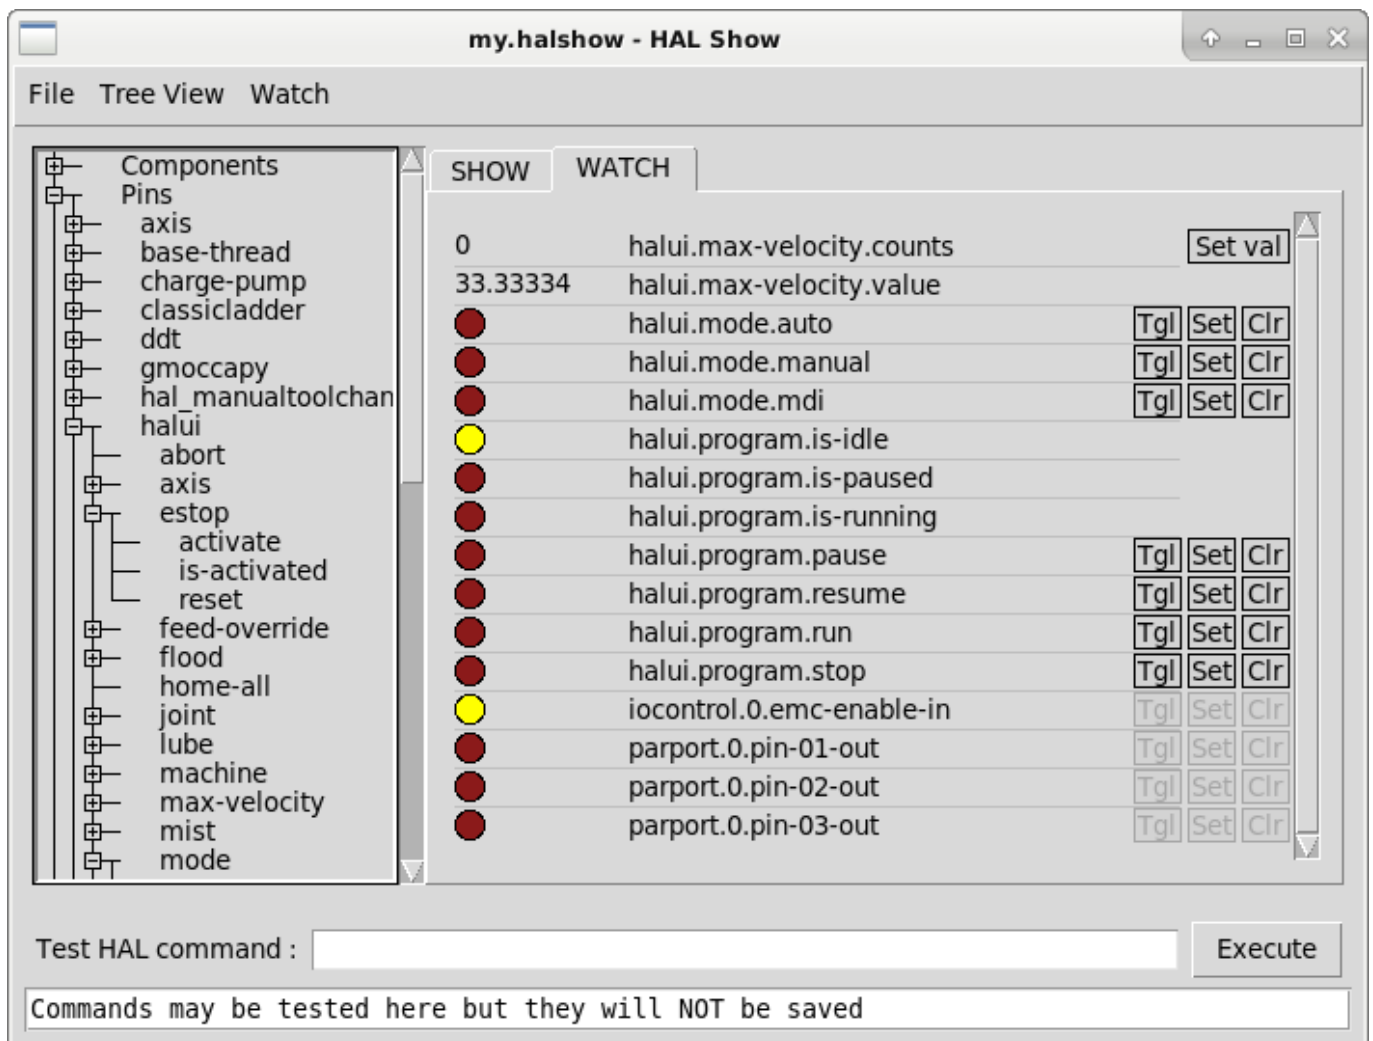 my.halshow - HAL Show
File Tree View Watch
Components
Pins
axis
base-thread
charge-pump
classicladder
ddt
gmoccapy
hal_manualtoolchan
halui
abort
axis
estop
activate
is-activated
reset
feed-override
flood
home-all
joint
lube
machine
max-velocity
mist
mode
SHOW WATCH
0 halui.max-velocity.counts Set val
33.33334 halui.max-velocity.value
halui.mode.auto Tgl Set Clr
halui.mode.manual Tgl Set Clr
halui.mode.mdi Tgl Set Clr
halui.program.is-idle
halui.program.is-paused
halui.program.is-running
halui.program.pause Tgl Set Clr
halui.program.resume Tgl Set Clr
halui.program.run Tgl Set Clr
halui.program.stop Tgl Set Clr
iocontrol.0.emc-enable-in Tgl Set Clr
parport.0.pin-01-out Tgl Set Clr
parport.0.pin-02-out Tgl Set Clr
parport.0.pin-03-out Tgl Set Clr
Test HAL command : Execute
Commands may be tested here but they will NOT be saved